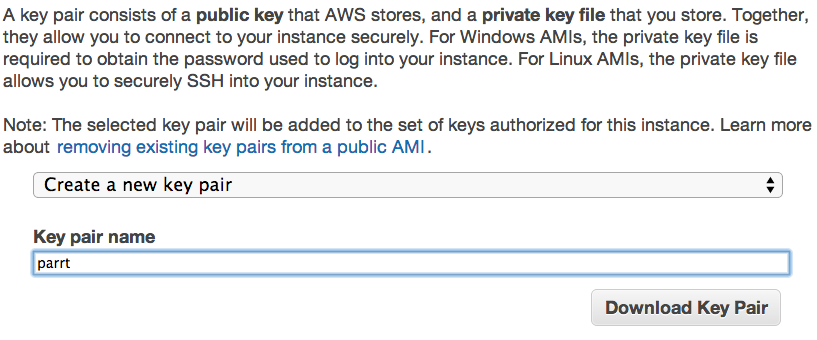 A key pair consists of a public key that AWS stores, and a private key file that you store. Together,
they allow you to connect to your instance securely. For Windows AMIs, the private key file is
required to obtain the password used to log into your instance. For Linux AMIs, the private key file
allows you to securely SSH into your instance.
Note: The selected key pair will be added to the set of keys authorized for this instance. Learn more
about removing existing key pairs from a public AMI.
Create a new key pair
Key pair name
parrt
Download Key Pair